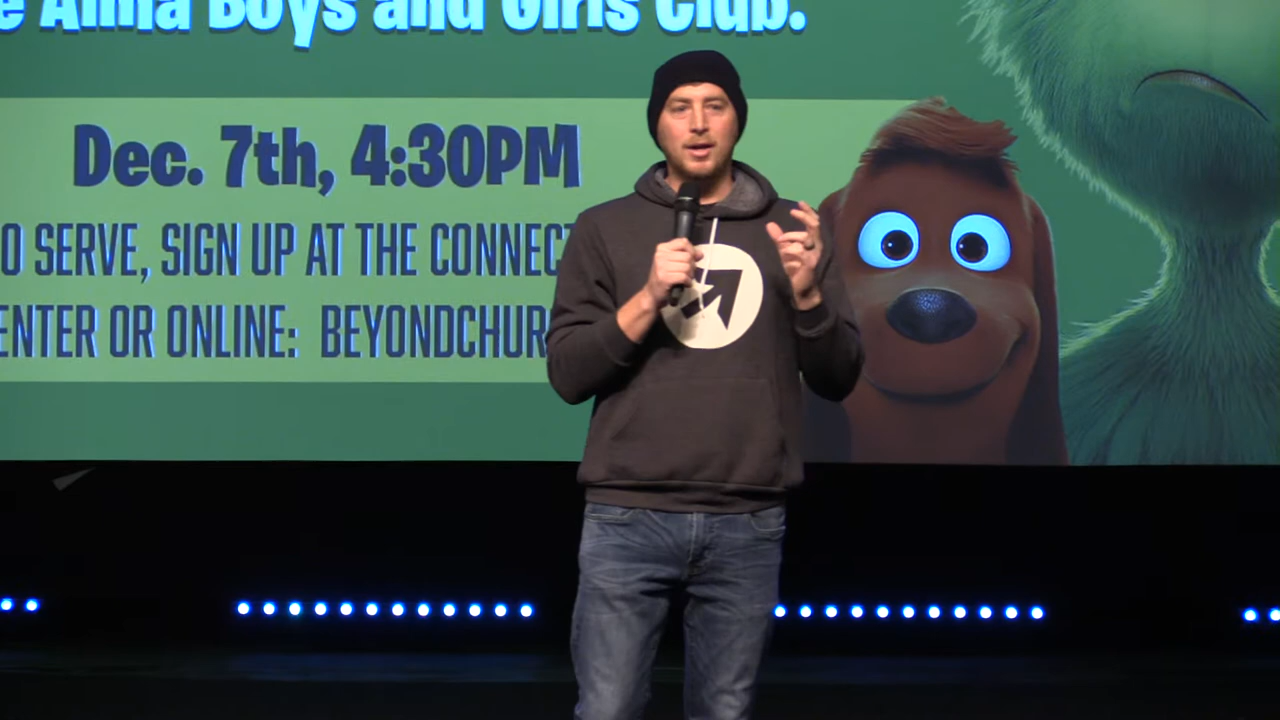 Alma Boys and Girls Club.
Dec. 7th, 4:30PM
O SERVE, SIGN UP AT THE CONNECT
ENTER OR ONLINE: BEYONDCHUR